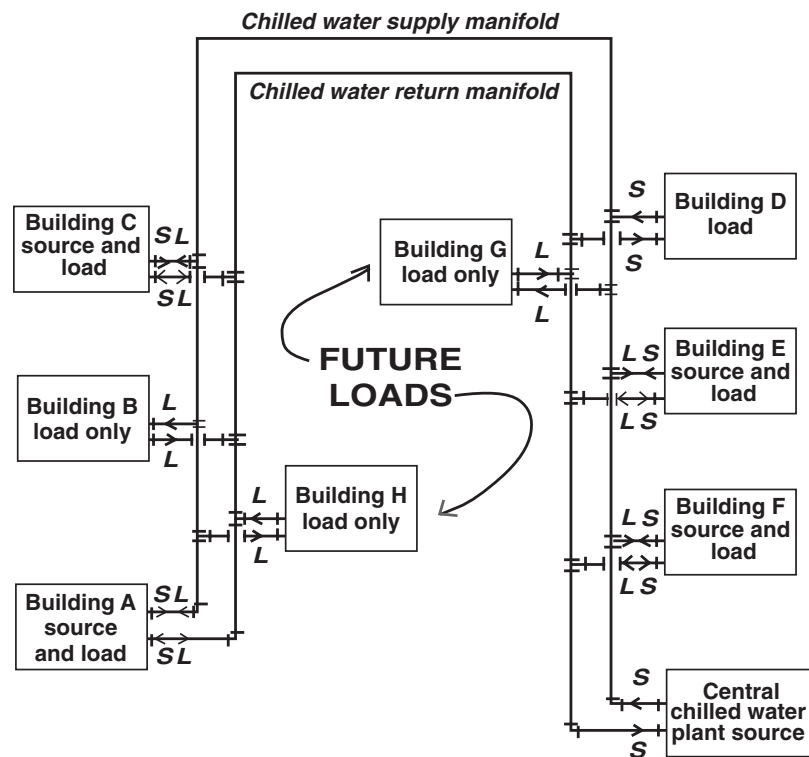 Chilled water supply manifold
Chilled water return manifold
Building C
source and
load
S L
S L
Building B
load only
L
L
Building A
source
and load
S L
S L
Building H
load only
L
L
Building G
load only
L
L
FUTURE
LOADS
Building D
load
S
S
Building E
source and
load
L S
L S
Building F
source and
load
L S
L S
Central
chilled water
plant source
S
S